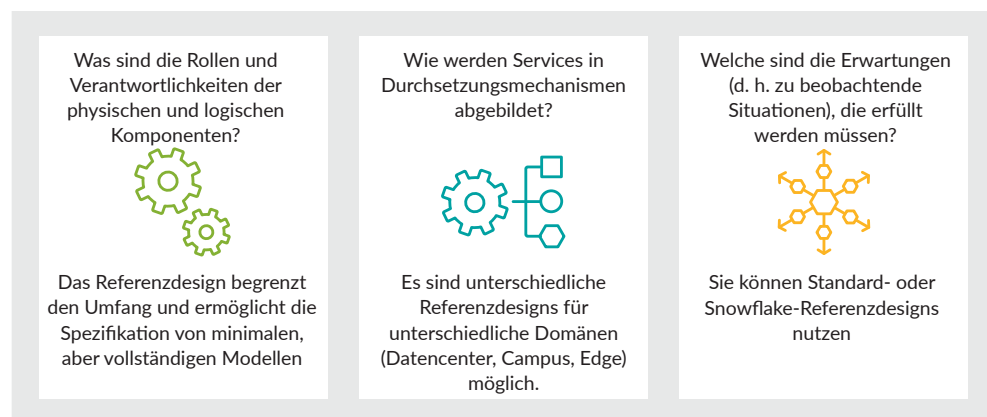 Was sind die Rollen und
Verantwortlichkeiten der
physischen und logischen
Komponenten?
Das Referenzdesign begrenzt
den Umfang und ermöglicht die
Spezifikation von minimalen,
aber vollständigen Modellen
Wie werden Services in
Durchsetzungsmechanismen
abgebildet?
Es sind unterschiedliche
Referenzdesigns für
unterschiedliche Domänen
(Datencenter, Campus, Edge)
möglich.
Welche sind die Erwartungen
(d. h. zu beobachtende
Situationen), die erfüllt
werden müssen?
Sie können Standard- oder
Snowflake-Referenzdesigns
nutzen